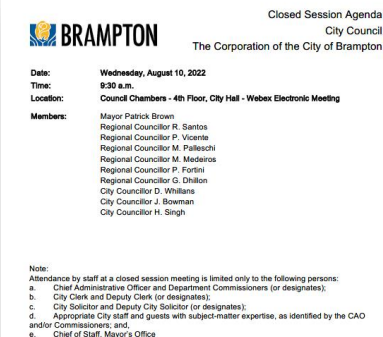 Closed Session Agenda
City Council
The Corporation of the City of Brampton
BRAMPTON
Date: Wednesday, August 10, 2022
Time: 9:30 a.m.
Location: Council Chambers - 4th Floor, City Hall - Webex Electronic Meeting
Members: Mayor Patrick Brown
Regional Councillor R. Santos
Regional Councillor P. Vicente
Regional Councillor M. Palleschi
Regional Councillor M. Medeiros
Regional Councillor P. Fortini
Regional Councillor G. Dhillon
City Councillor D. Whillans
City Councillor J. Bowman
City Councillor H. Singh
Note:
Attendance by staff at a closed session meeting is limited only to the following persons:
a. Chief Administrative Officer and Department Commissioners (or designates);
b. City Clerk and Deputy Clerk (or designates);
c. City Solicitor and Deputy City Solicitor (or designates);
d. Appropriate City staff and guests with subject-matter expertise, as identified by the CAO
and/or Commissioners; and,
e. Chief of Staff, Mayor's Office